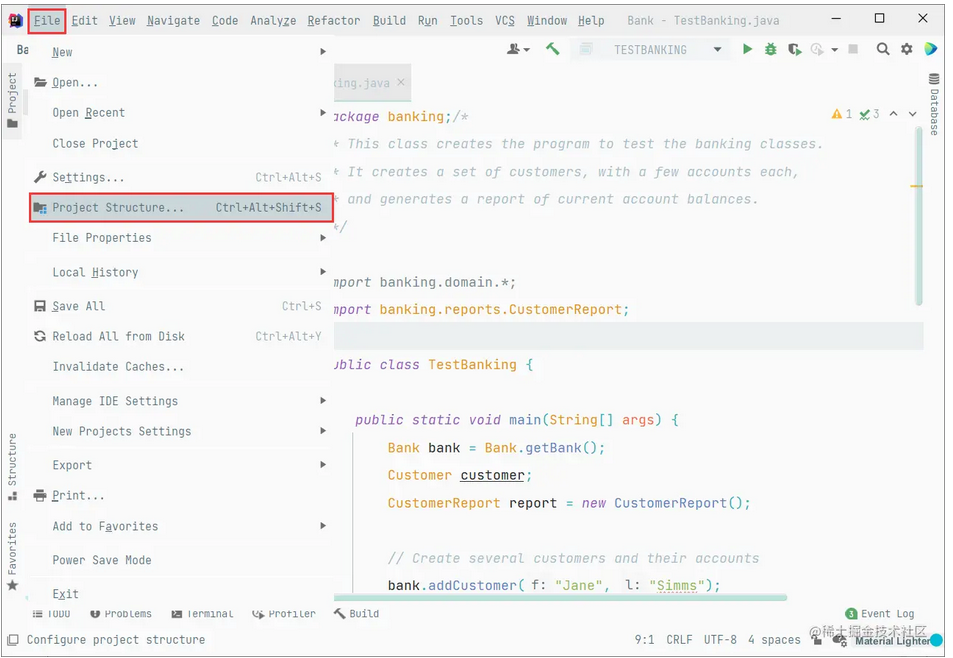 File Edit View Navigate Code Analyze Refactor Build Run Tools VCS Window Help Bank - TestBanking.java
Ba TESTBANKING
New
Open...
Open Recent
Close Project
Settings... Ctrl+Alt+S
Project Structure... Ctrl+Alt+Shift+S
File Properties
Local History
Save All Ctrl+S
Reload All from Disk Ctrl+Alt+Y
Invalidate Caches...
Manage IDE Settings
New Projects Settings
Export
Print...
Add to Favorites
Power Save Mode
Exit
Project
Structure
Favorites
king.java
ackage banking;/*
* This class creates the program to test the banking classes.
* It creates a set of customers, with a few accounts each,
* and generates a report of current account balances.
*/
mport banking.domain.*;
mport banking.reports.CustomerReport;
ublic class TestBanking {
public static void main(String[] args) {
Bank bank = Bank.getBank();
Customer customer;
CustomerReport report = new CustomerReport();
// Create several customers and their accounts
bank.addCustomer( f: "Jane", l: "Simms");
1 3
Database
TODO Problems Terminal Profiler Build 3 Event Log
Configure project structure 9:1 CRLF UTF-8 4 spaces Material Lighter
@稀土掘金技术社区